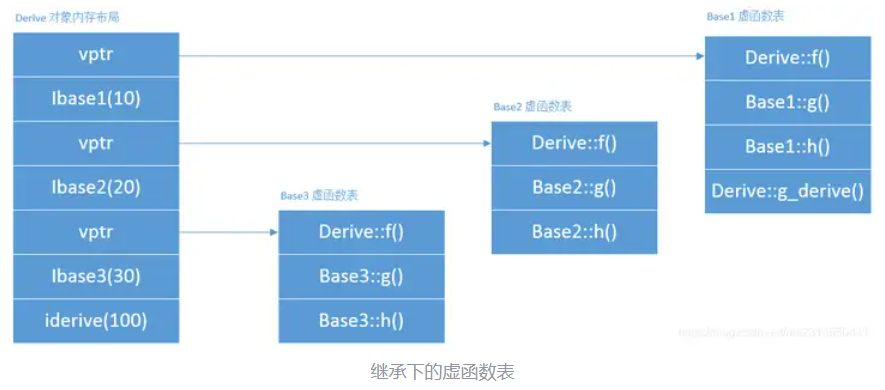 Derive 对象内存布局
vptr
Ibase1(10)
vptr
Ibase2(20)
vptr
Ibase3(30)
iderive(100)
Base1 虚函数表
Derive::f()
Base1::g()
Base1::h()
Derive::g_derive()
Base2 虚函数表
Derive::f()
Base2::g()
Base2::h()
Base3 虚函数表
Derive::f()
Base3::g()
Base3::h()
继承下的虚函数表